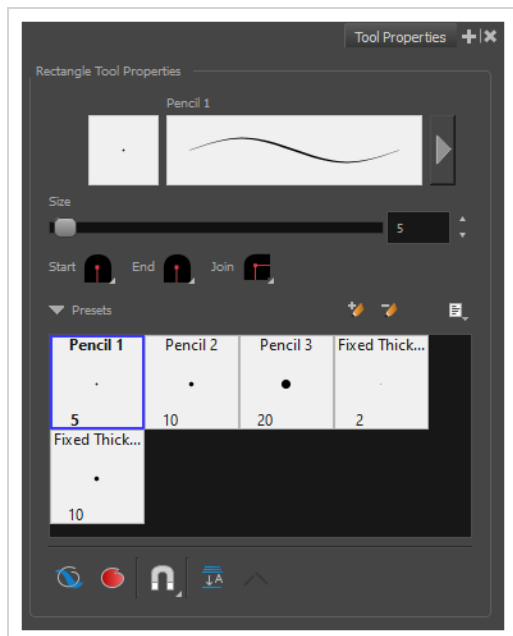 Tool Properties
Rectangle Tool Properties
Pencil 1
Size
5
Start End Join
Presets
Pencil 1 Pencil 2 Pencil 3 Fixed Thick...
5 10 20 2
Fixed Thick...
10
A